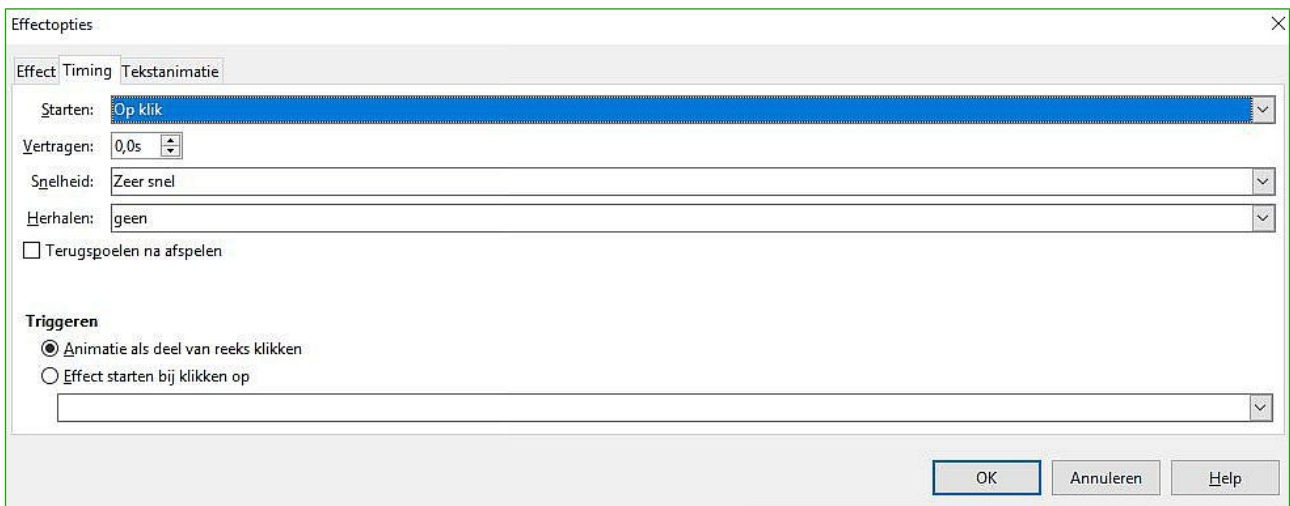 Effectopties
Effect Timing Tekstanimatie
Starten: Op klik
Vertragen: 0,0s
Snelheid: Zeer snel
Herhalen: geen
Terugspoelen na afspelen
Triggeren
Animatie als deel van reeks klikken
Effect starten bij klikken op
OK Annuleren Help